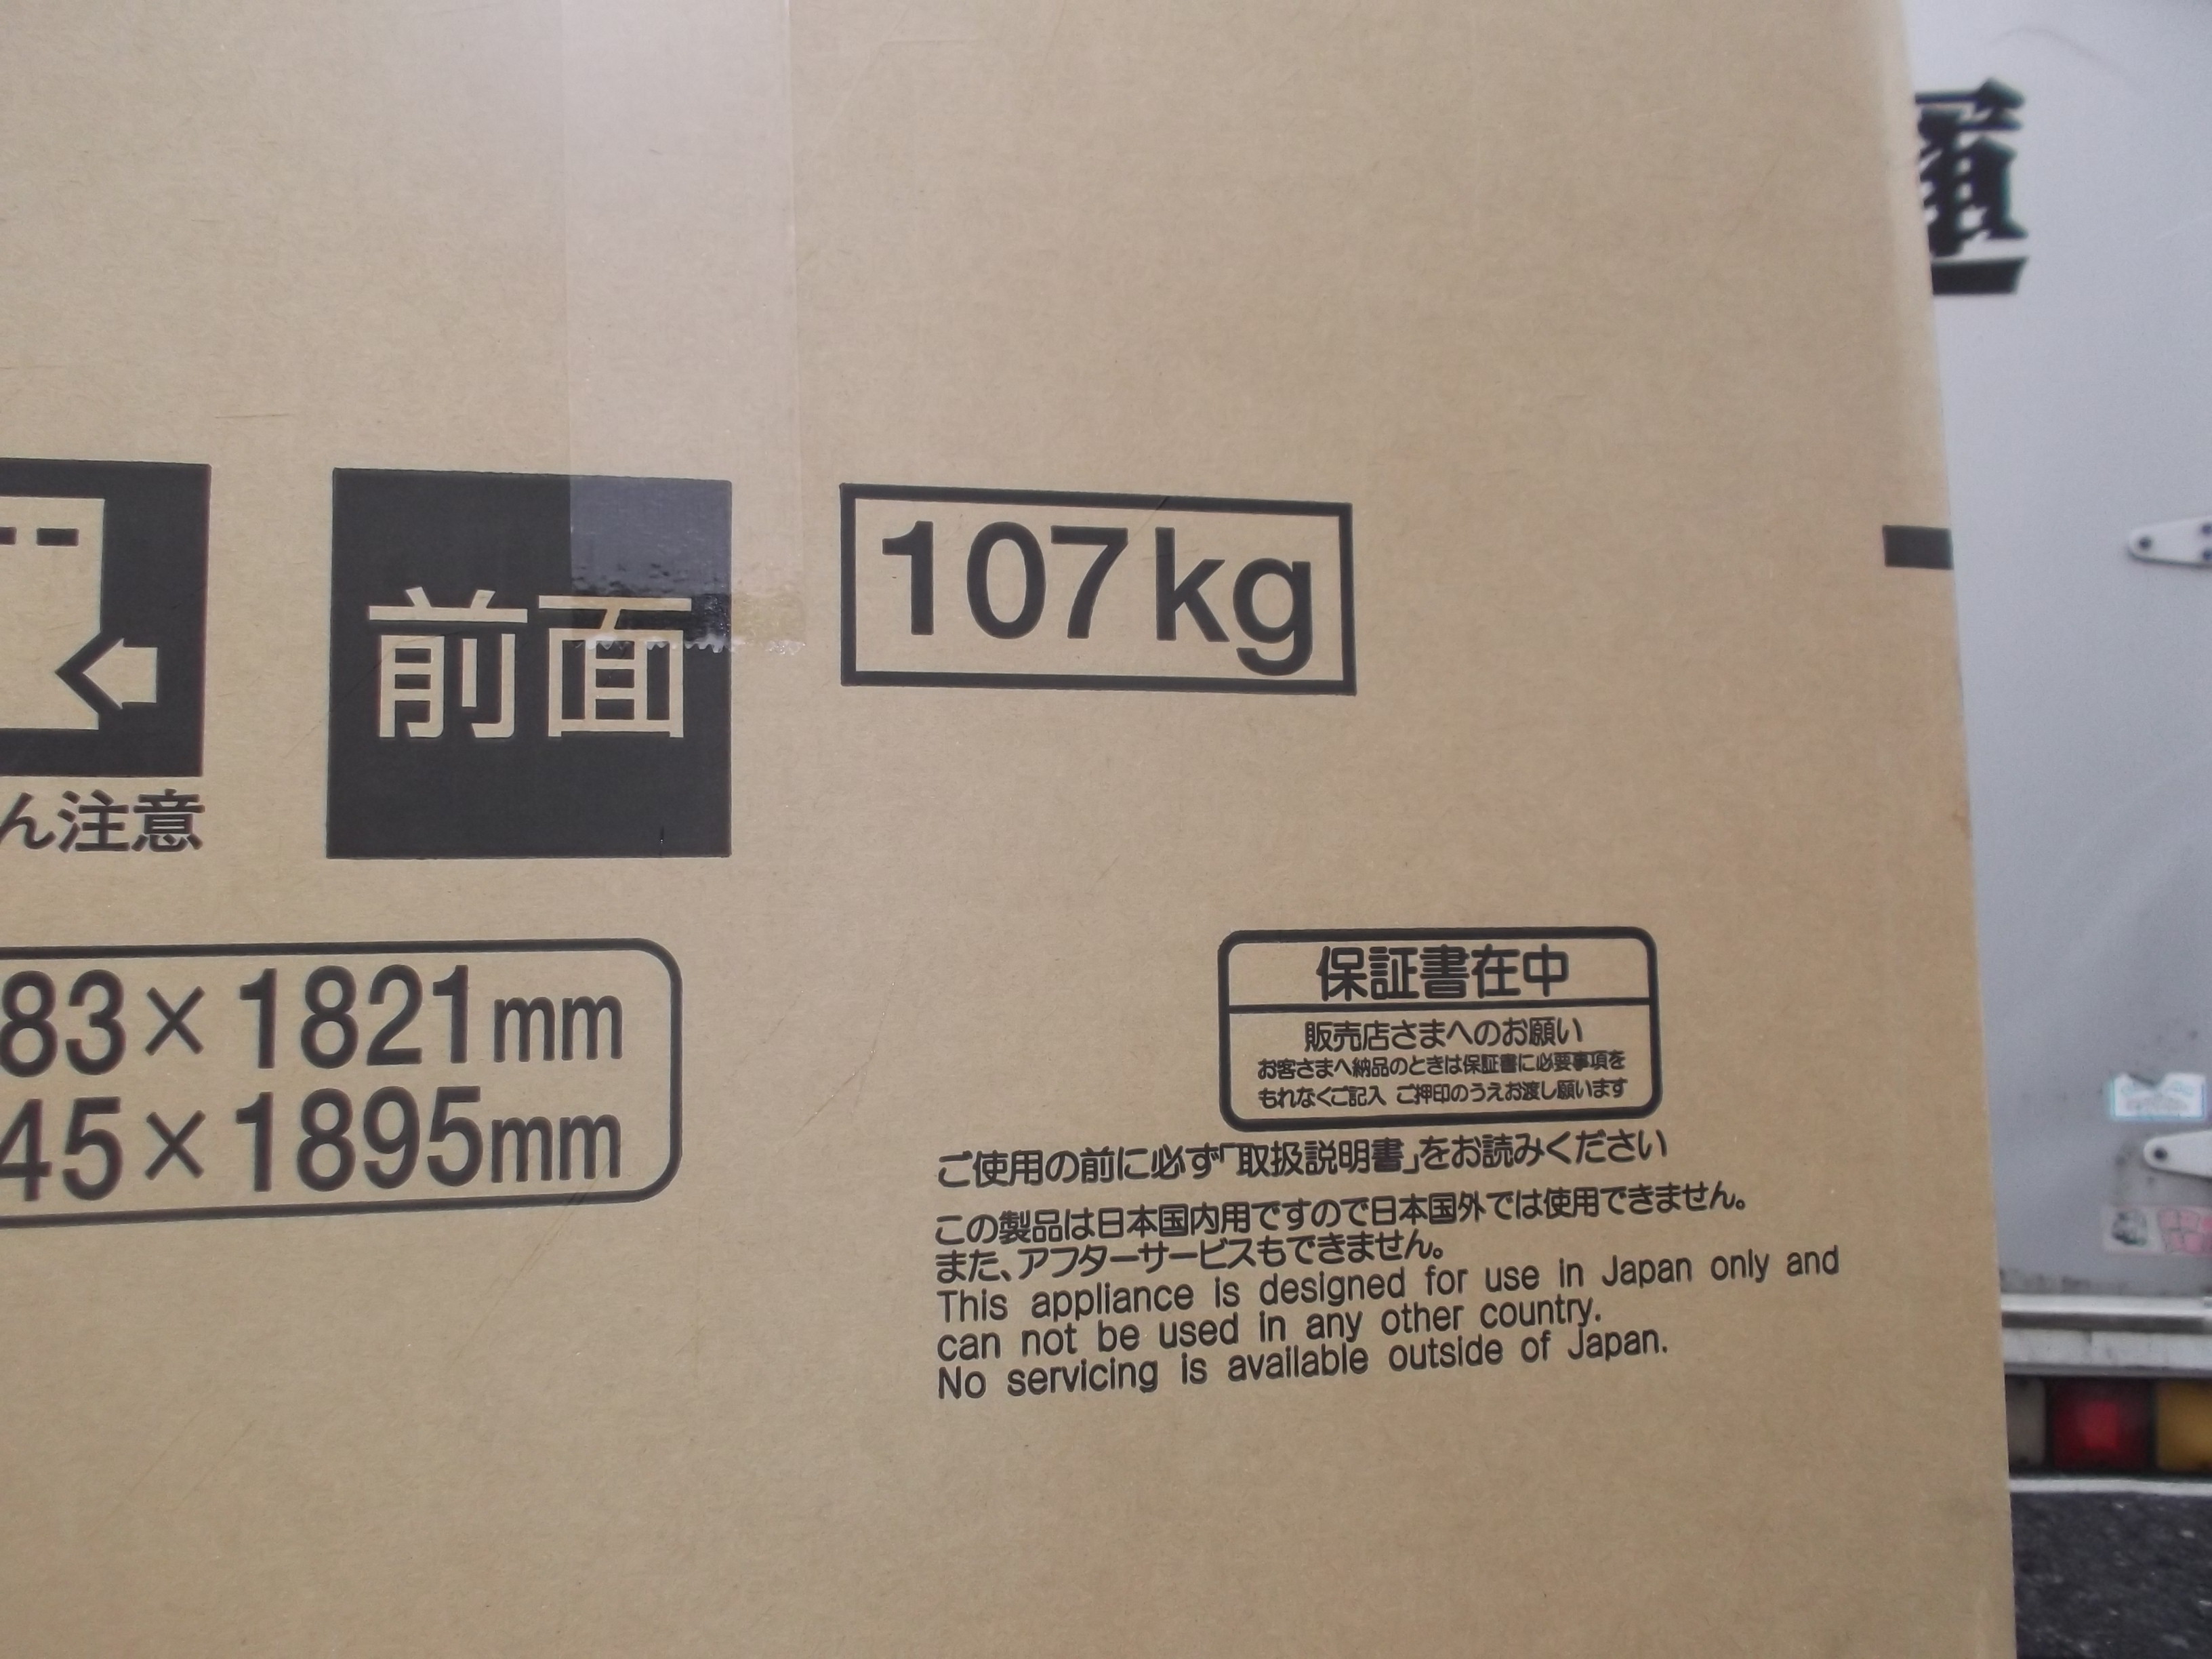 前面
107kg
ん注意
83×1821mm
45×1895mm
保証書在中
販売店さまへのお願い
お客さまへ納品のときは保証書に必要事項を
もれなくご記入 ご押印のうえお渡し願います
ご使用の前に必ず「取扱説明書」をお読みください
この製品は日本国内用ですので日本国外では使用できません。
また、アフターサービスもできません。
This appliance is designed for use in Japan only and
can not be used in any other country.
No servicing is available outside of Japan.